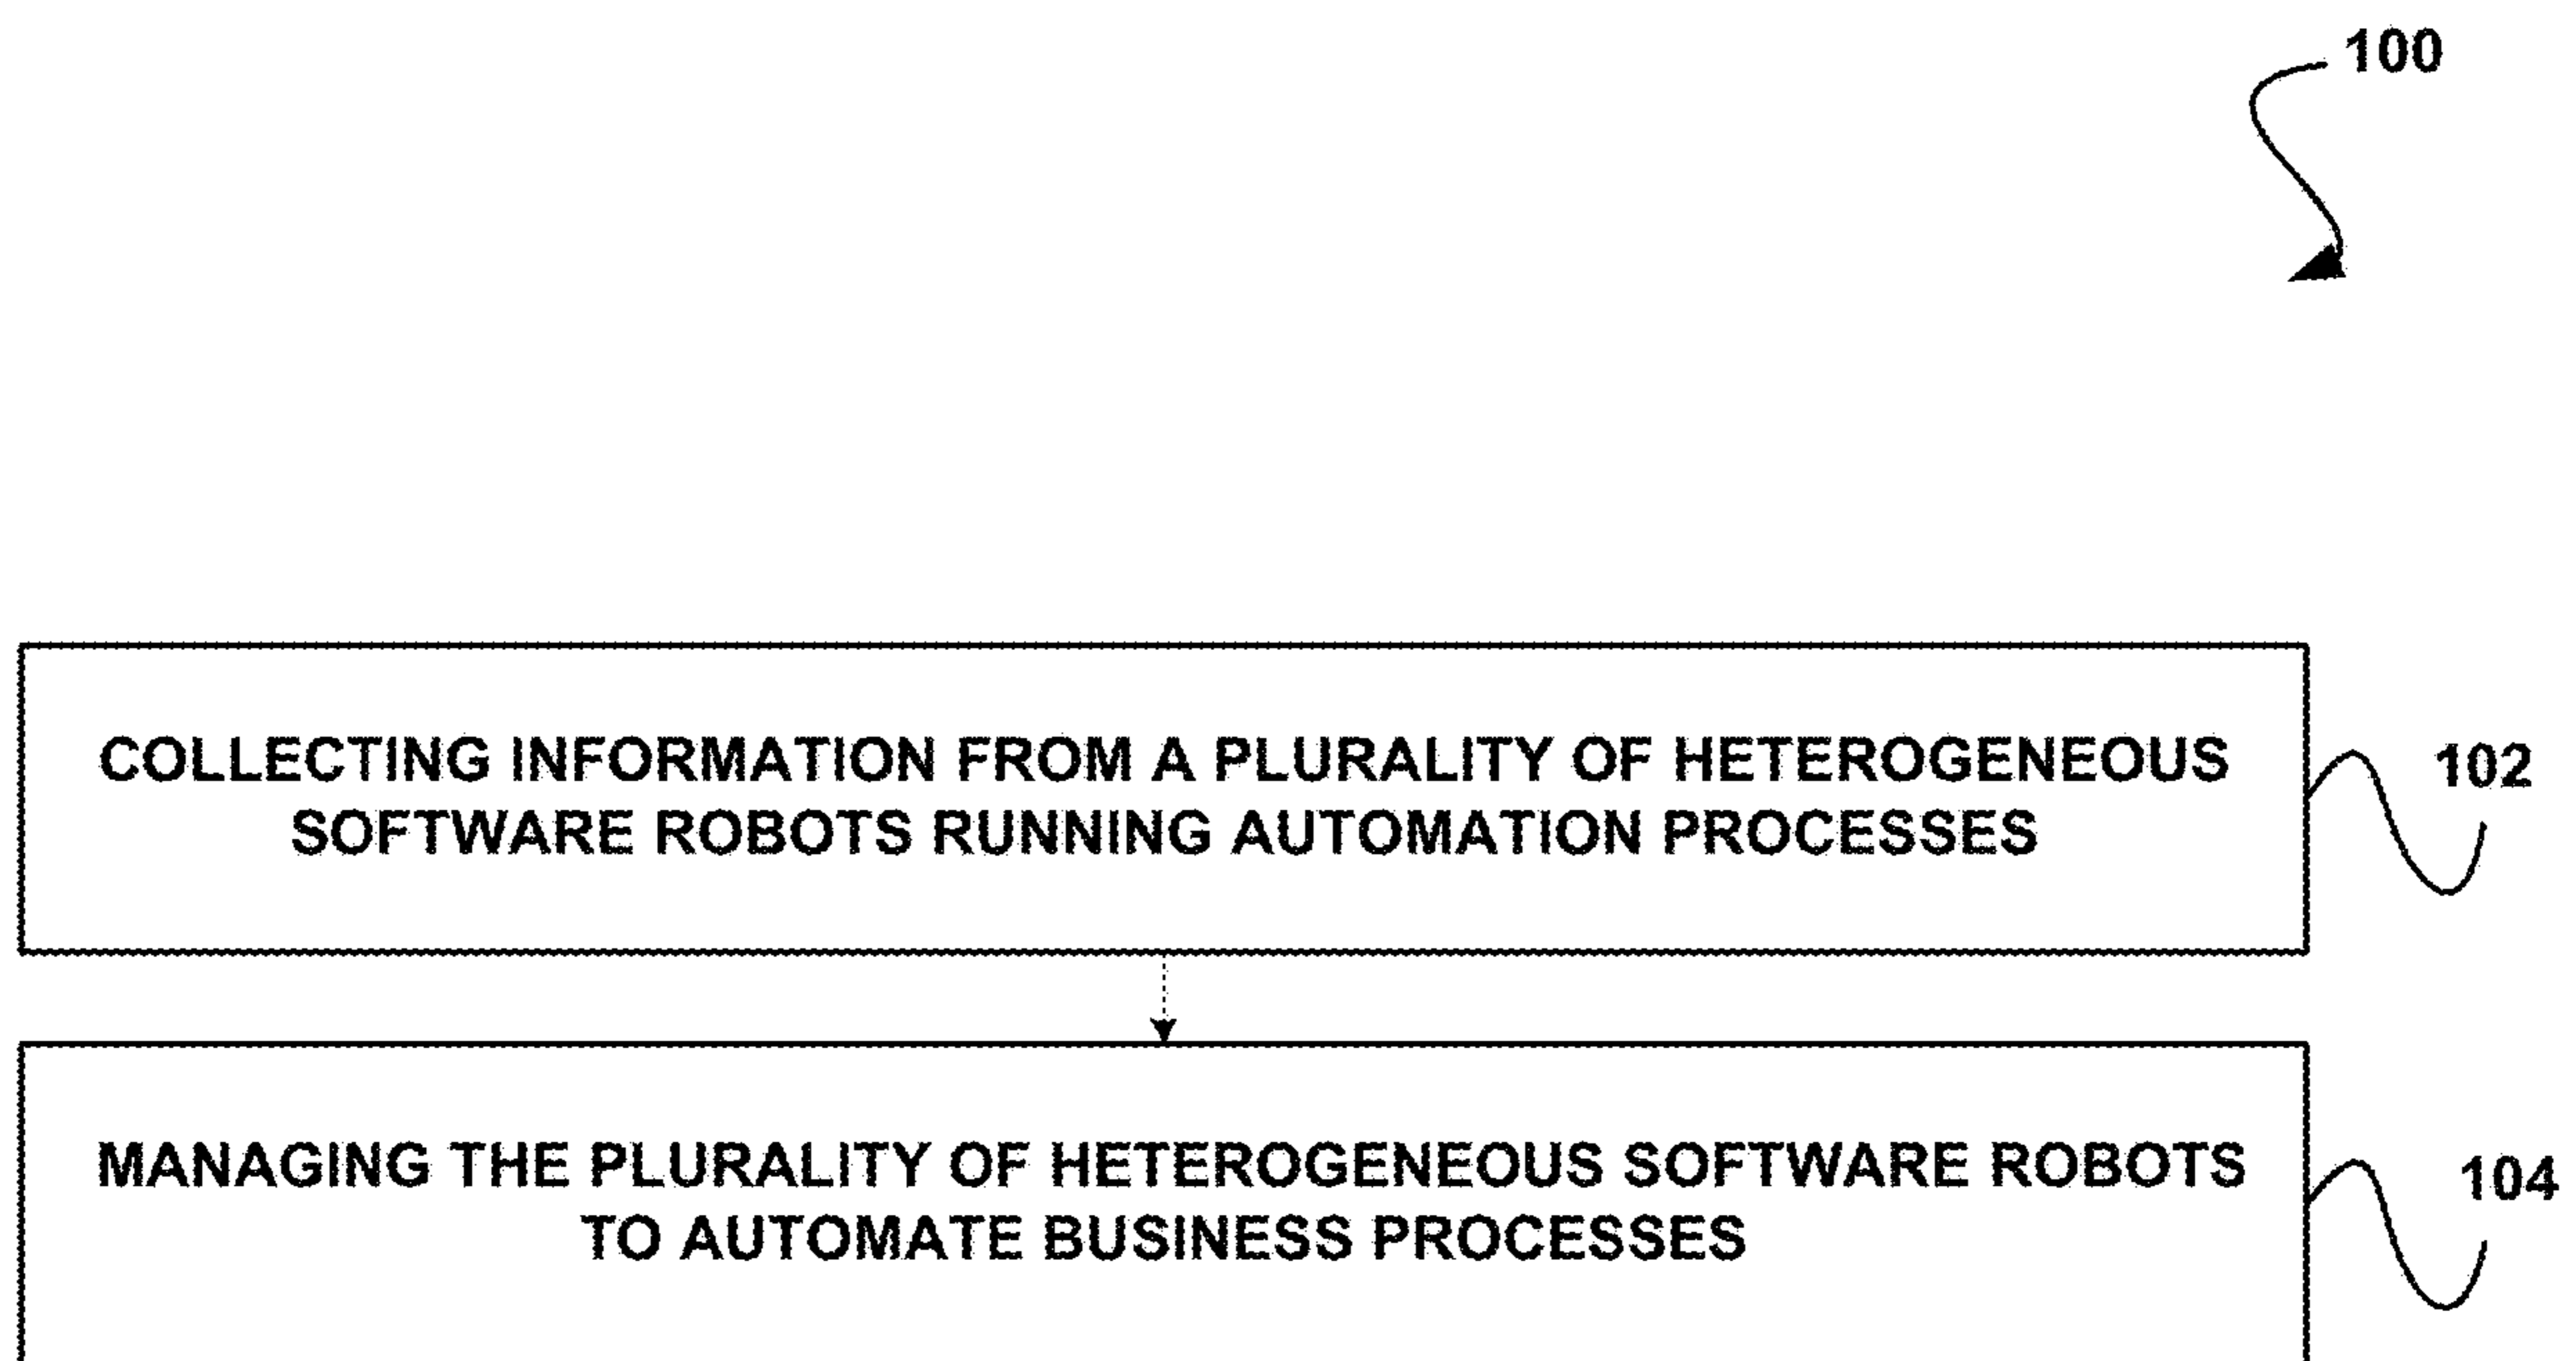 100
COLLECTING INFORMATION FROM A PLURALITY OF HETEROGENEOUS
SOFTWARE ROBOTS RUNNING AUTOMATION PROCESSES
102
MANAGING THE PLURALITY OF HETEROGENEOUS SOFTWARE ROBOTS
TO AUTOMATE BUSINESS PROCESSES
104